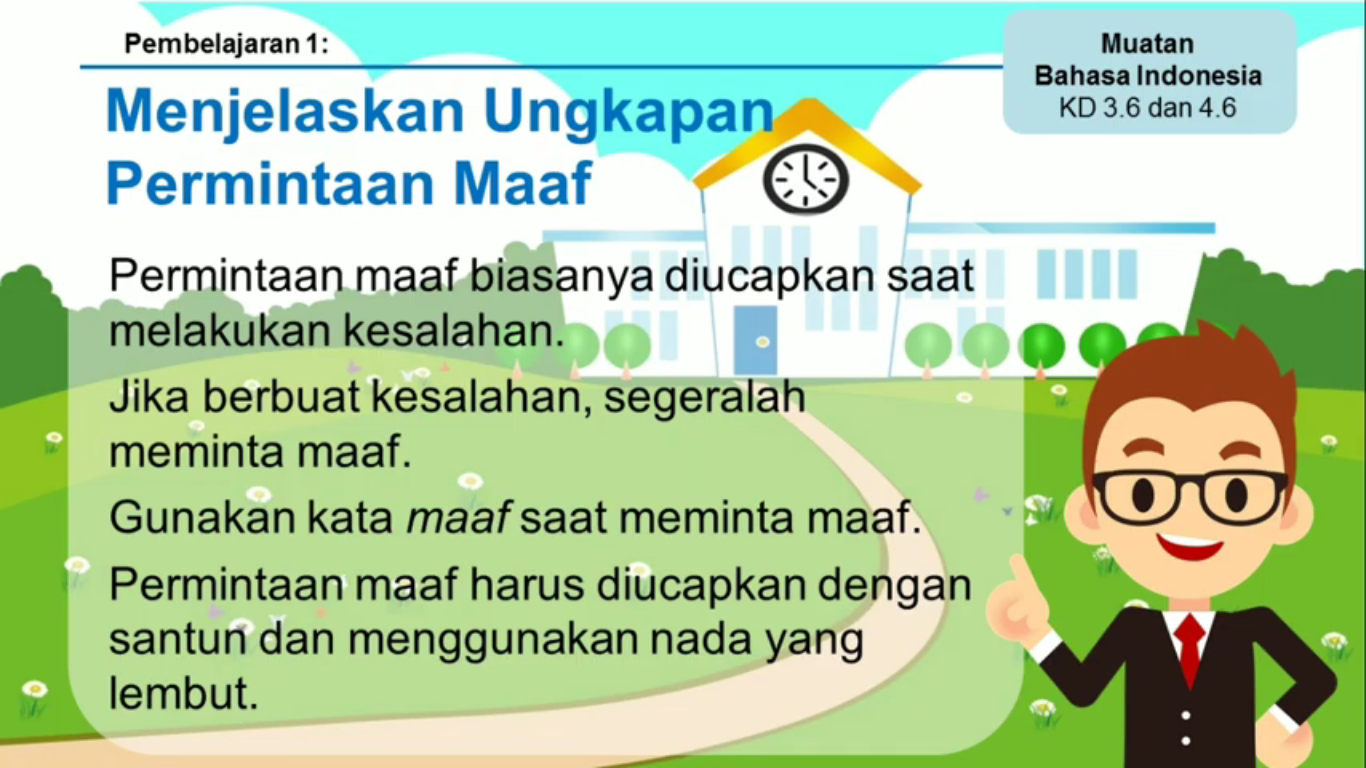 Pembelajaran 1:
Muatan
Bahasa Indonesia
KD 3.6 dan 4.6
Menjelaskan Ungkapan
Permintaan Maaf
Permintaan maaf biasanya diucapkan saat
melakukan kesalahan.
Jika berbuat kesalahan, segeralah
meminta maaf.
Gunakan kata maaf saat meminta maaf.
Permintaan maaf harus diucapkan dengan
santun dan menggunakan nada yang
lembut.